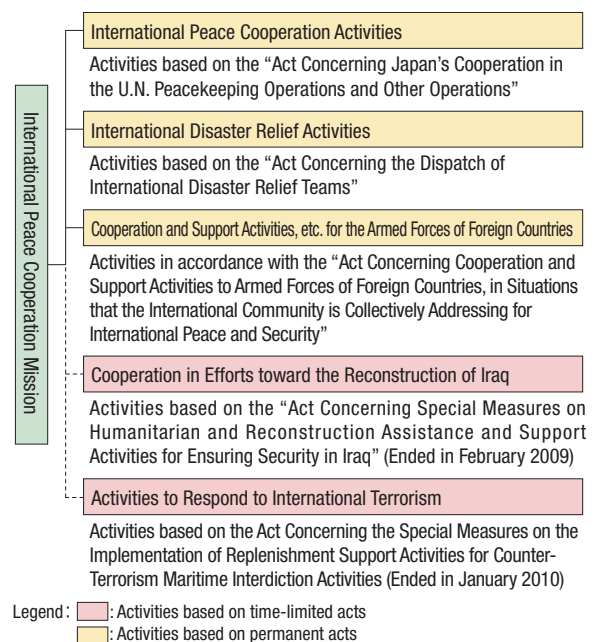 International Peace Cooperation Mission
International Peace Cooperation Activities
Activities based on the “Act Concerning Japan’s Cooperation in
the U.N. Peacekeeping Operations and Other Operations”
International Disaster Relief Activities
Activities based on the “Act Concerning the Dispatch of
International Disaster Relief Teams”
Cooperation and Support Activities, etc. for the Armed Forces of Foreign Countries
Activities in accordance with the “Act Concerning Cooperation and
Support Activities to Armed Forces of Foreign Countries, in Situations
that the International Community is Collectively Addressing for
International Peace and Security”
Cooperation in Efforts toward the Reconstruction of Iraq
Activities based on the “Act Concerning Special Measures on
Humanitarian and Reconstruction Assistance and Support
Activities for Ensuring Security in Iraq” (Ended in February 2009)
Activities to Respond to International Terrorism
Activities based on the Act Concerning the Special Measures on the
Implementation of Replenishment Support Activities for Counter-
Terrorism Maritime Interdiction Activities (Ended in January 2010)
Legend: : Activities based on time-limited acts
: Activities based on permanent acts